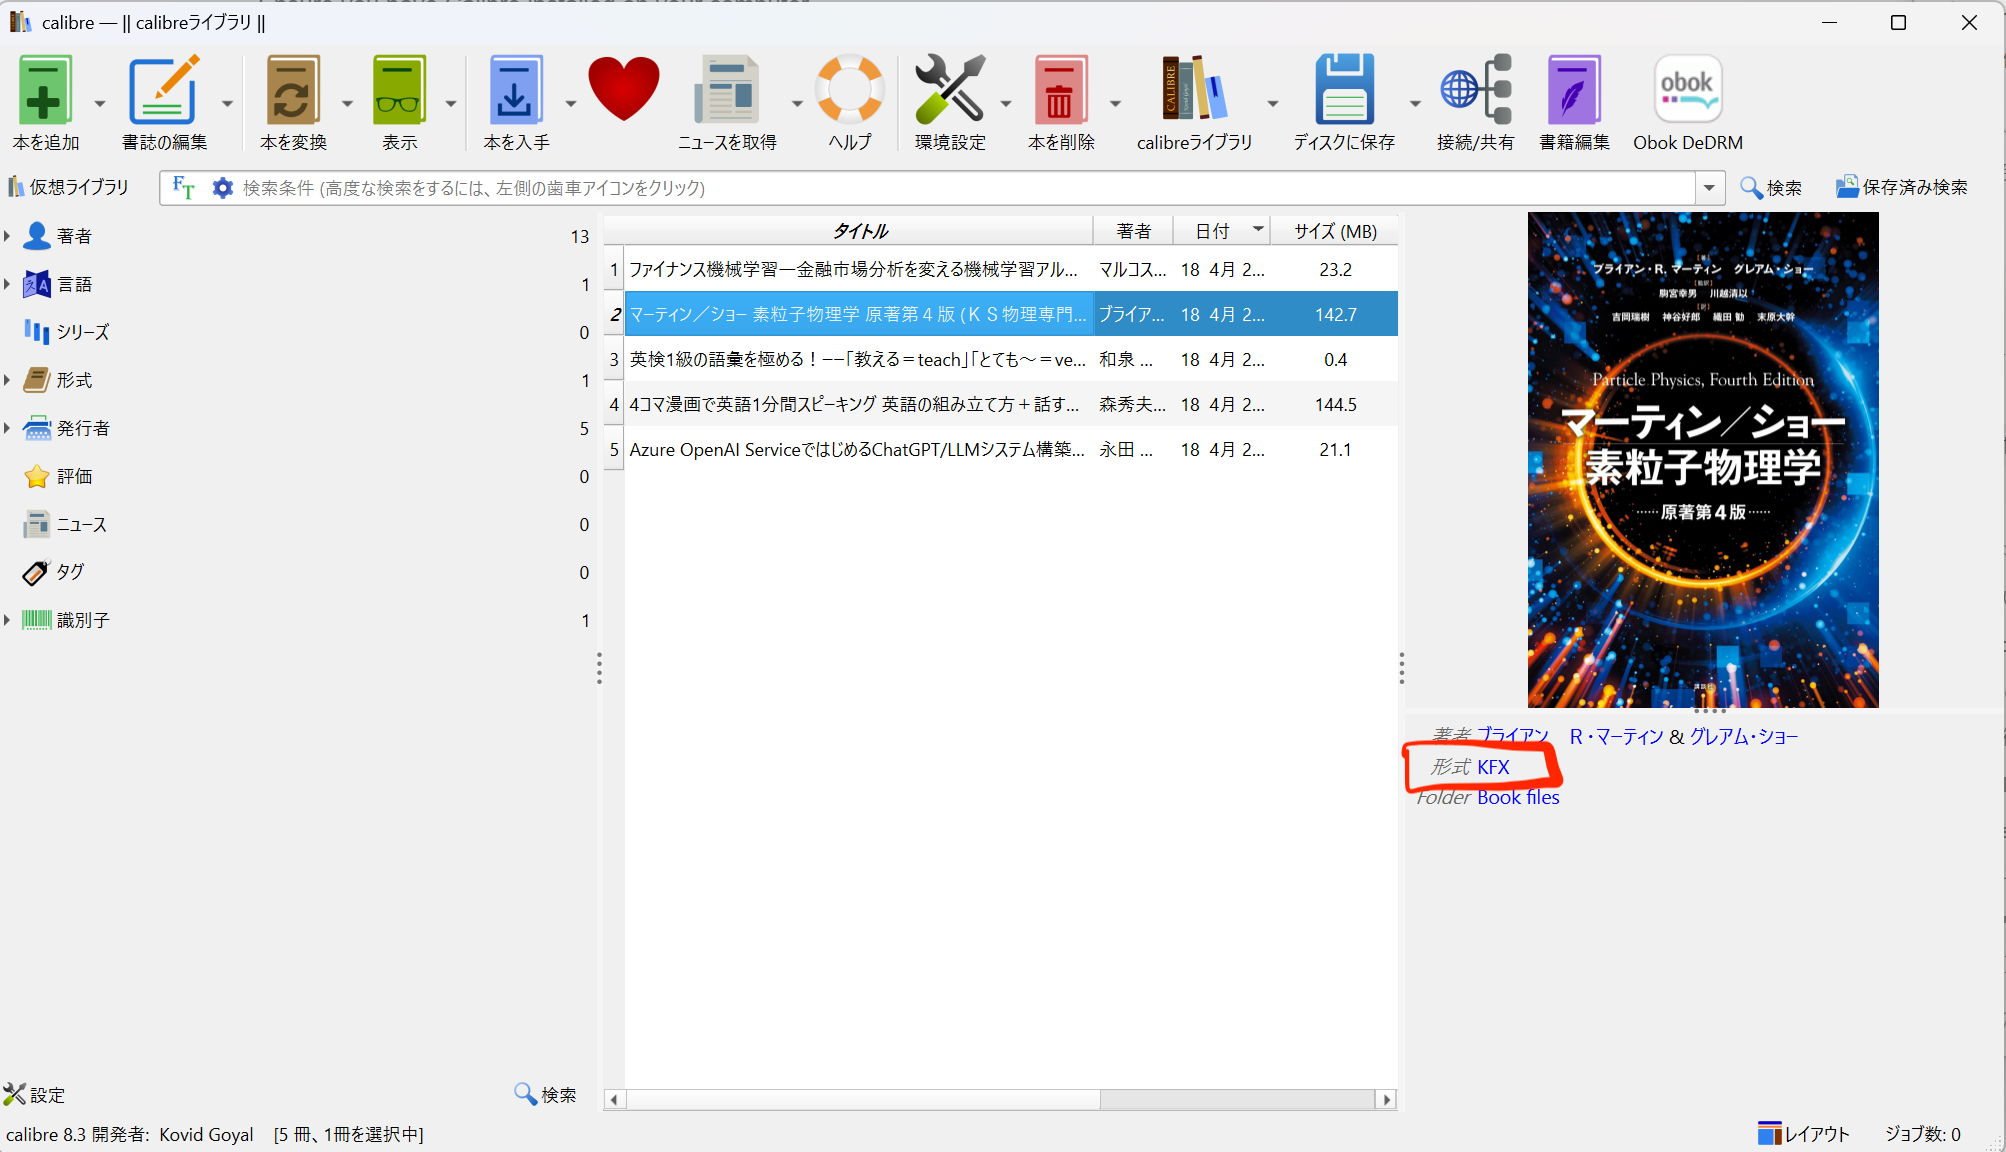 calibre — || calibreライブラリ ||
本を追加
書誌の編集
本を変換
表示
本を入手
ニュースを取得
ヘルプ
環境設定
本を削除
CALIBRE
calibreライブラリ
ディスクに保存
接続/共有
書籍編集
obok
Obok DeDRM
仮想ライブラリ
検索条件 (高度な検索をするには、左側の歯車アイコンをクリック)
検索
保存済み検索
著者 13
言語 1
シリーズ 0
形式 1
発行者 5
評価 0
ニュース 0
タグ 0
識別子 1
タイトル 著者 日付 サイズ (MB)
1 ファイナンス機械学習―金融市場分析を変える機械学習アル... マルコス... 18 4月 2... 23.2
2 マーティン／ショー 素粒子物理学 原著第４版 (ＫＳ物理専門... ブライア... 18 4月 2... 142.7
3 英検1級の語彙を極める！――「教える＝teach」「とても〜＝ve... 和泉 ... 18 4月 2... 0.4
4 4コマ漫画で英語1分間スピーキング 英語の組み立て方＋話す... 森秀夫... 18 4月 2... 144.5
5 Azure OpenAI ServiceではじめるChatGPT/LLMシステム構築... 永田 ... 18 4月 2... 21.1
[著]
ブライアン・R. マーティン グレアム・ショー
[監訳]
駒宮幸男 川越清以
[訳]
吉岡瑞樹 神谷好郎 織田勧 末原大幹
Particle Physics, Fourth Edition
マーティン／ショー
素粒子物理学
……原著第4版……
講談社
著者 ブライアン　R・マーティン & グレアム・ショー
形式 KFX
Folder Book files
設定
検索
calibre 8.3 開発者: Kovid Goyal [5 冊、1冊を選択中]
レイアウト
ジョブ数: 0